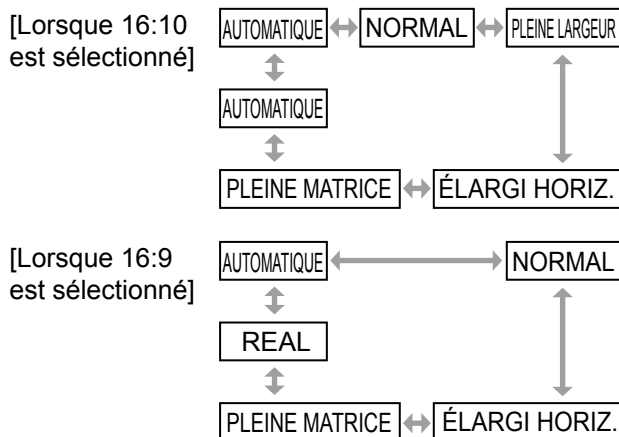 [Lorsque 16:10
est sélectionné]
AUTOMATIQUE NORMAL PLEINE LARGEUR
AUTOMATIQUE
PLEINE MATRICE ÉLARGI HORIZ.
[Lorsque 16:9
est sélectionné]
AUTOMATIQUE NORMAL
REAL
PLEINE MATRICE ÉLARGI HORIZ.